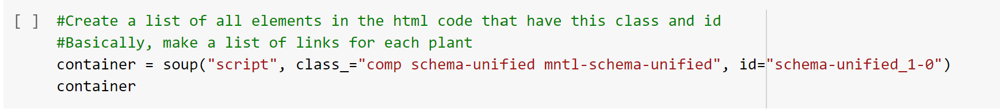 [ ] #Create a list of all elements in the html code that have this class and id
#Basically, make a list of links for each plant
container = soup("script", class_="comp schema-unified mntl-schema-unified", id="schema-unified_1-0")
container